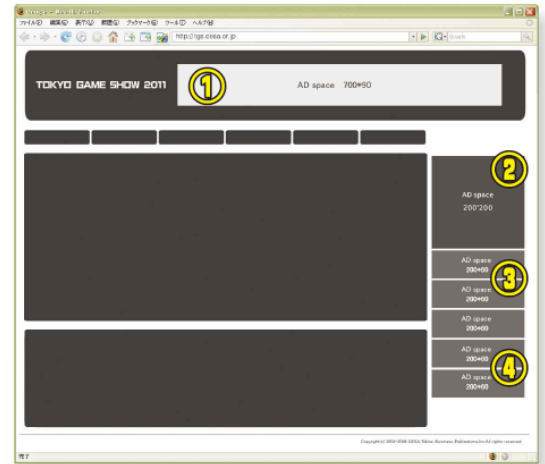 ファイル(F) 編集(E) 表示(V) 履歴(S) ブックマーク(B) ツール(T) ヘルプ(H)
http://tgs.cesa.or.jp
TOKYO GAME SHOW 2011
① AD space 700*90
②
AD space
200*200
AD space
200*60
③
AD space
200*60
AD space
200*60
AD space
200*60
④
AD space
200*60
完了